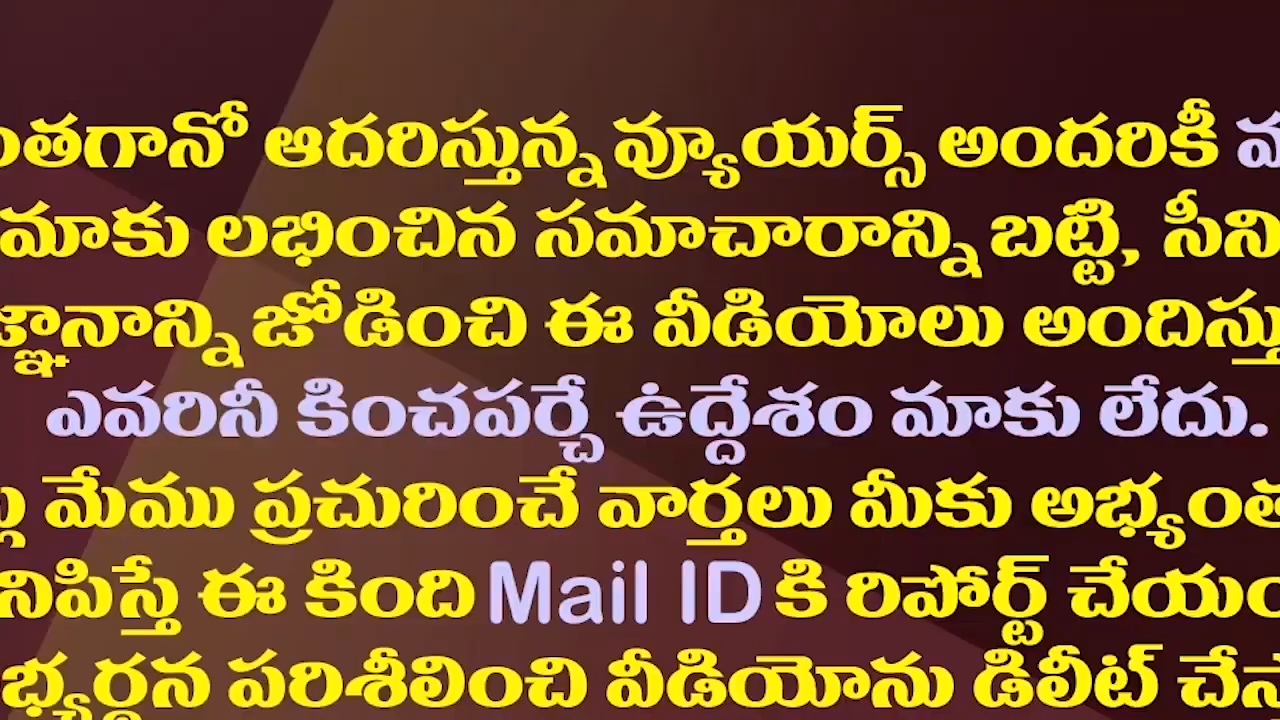 ంతగానో ఆదరిస్తున్న వ్యూయర్స్ అందరికీ
మాకు లభించిన సమాచారాన్ని బట్టి, సీని
జ్ఞానాన్ని జోడించి ఈ వీడియోలు అందిస్తు
ఎవరినీ కించపర్చే ఉద్దేశం మాకు లేదు.
మేము ప్రచురించే వార్తలు మీకు అభ్యంత
నిపిస్తే ఈ కింది Mail ID కి రిపోర్ట్ చేయం
భ్యర్థన పరిశీలించి వీడియోను డిలీట్ చేస